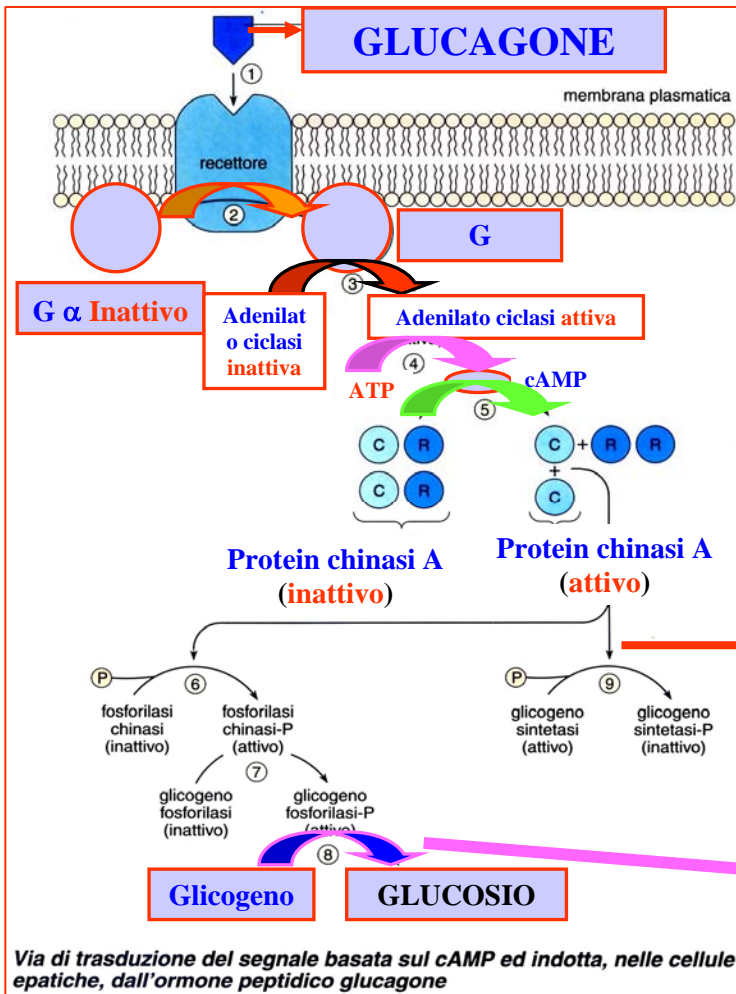 GLUCAGONE
1
membrana plasmatica
recettore
2
G
3
G α Inattivo
Adenilat
o ciclasi
inattiva
Adenilato ciclasi attiva
4
ATP
cAMP
5
C R
C + R R
+
C R
C
Protein chinasi A
(inattivo)
Protein chinasi A
(attivo)
P
6
fosforilasi
chinasi
(inattivo)
fosforilasi
chinasi-P
(attivo)
P
9
glicogeno
sintetasi
(attivo)
glicogeno
sintetasi-P
(inattivo)
7
glicogeno
fosforilasi
(inattivo)
glicogeno
fosforilasi-P
(attivo)
8
Glicogeno
GLUCOSIO
Via di trasduzione del segnale basata sul cAMP ed indotta, nelle cellule
epatiche, dall'ormone peptidico glucagone